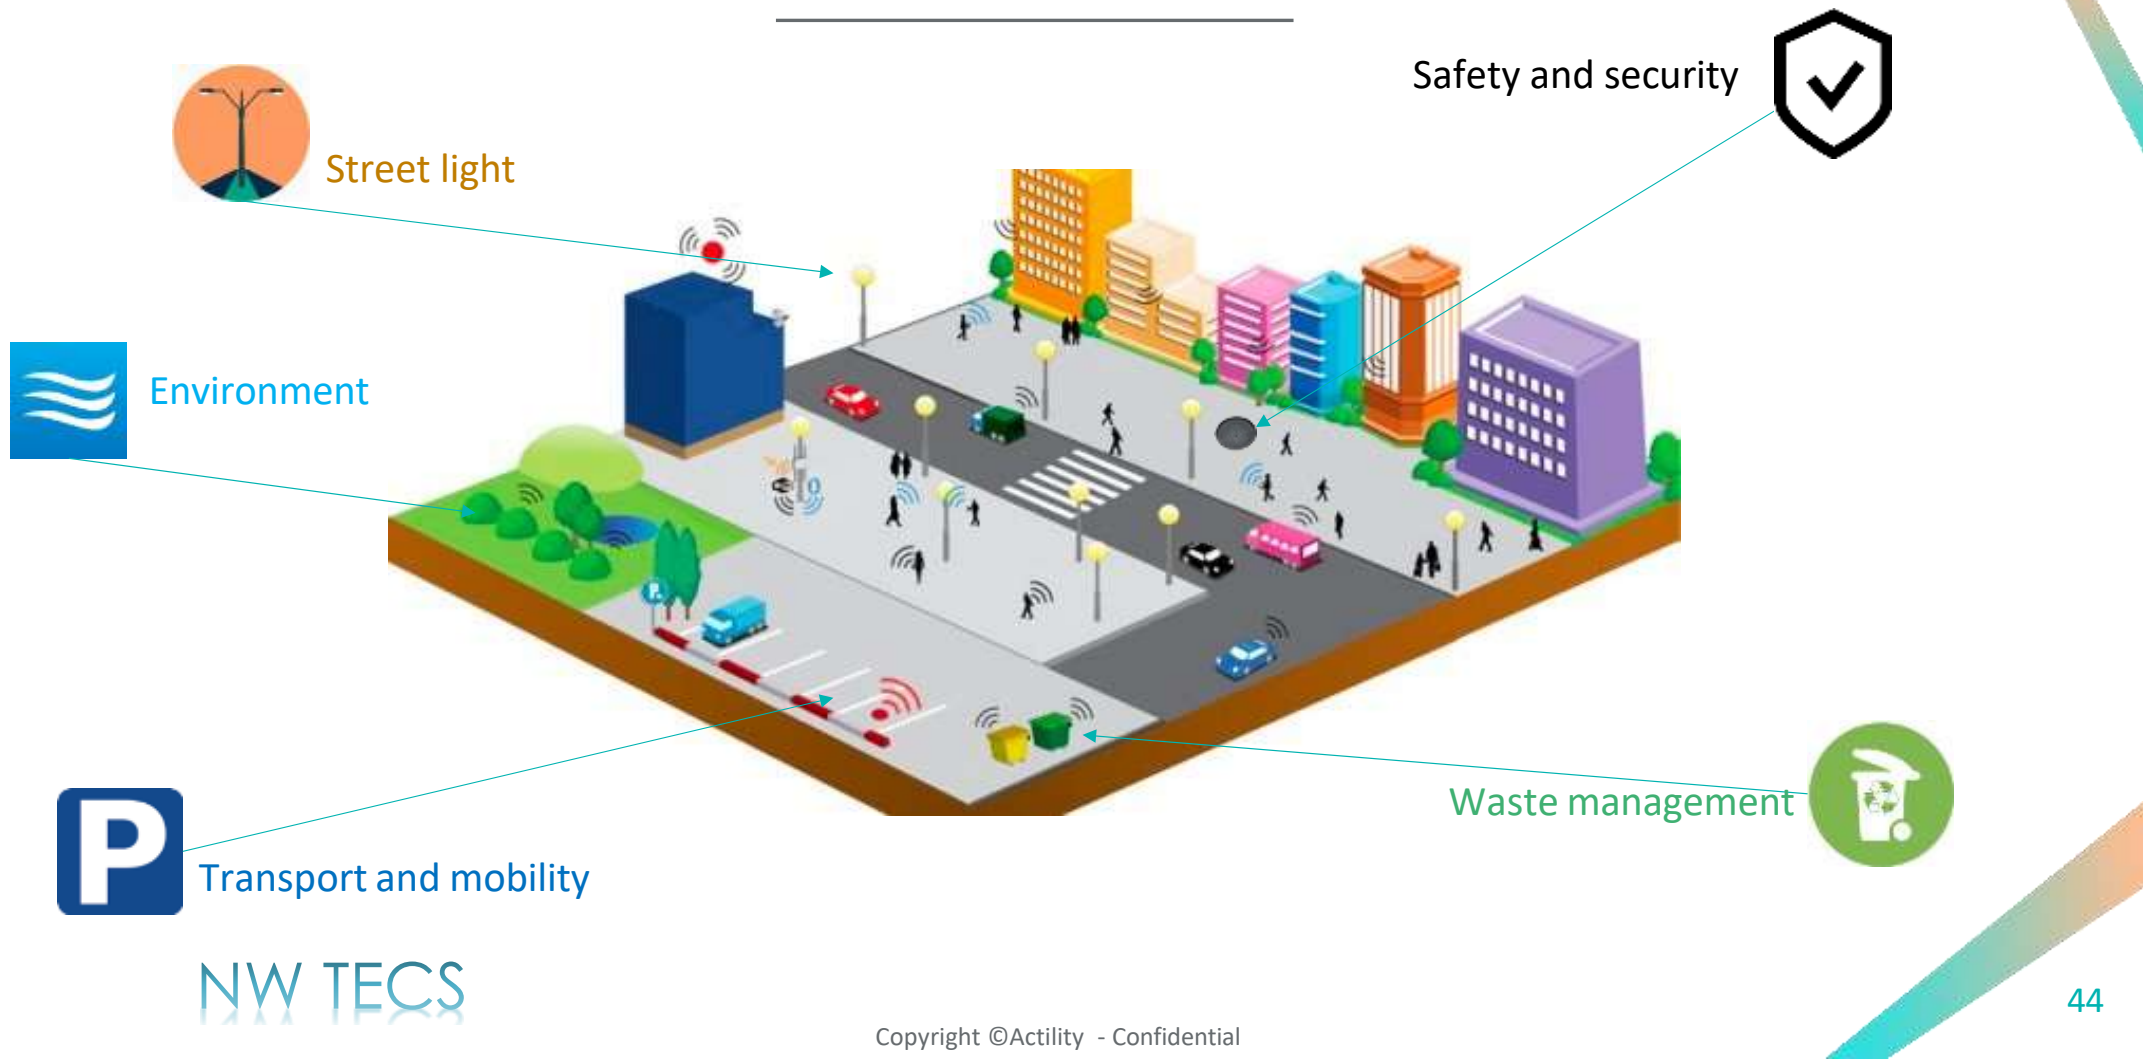 Safety and security
Street light
Environment
P
Waste management
P
Transport and mobility
NW TECS
44
Copyright ©Actility - Confidential